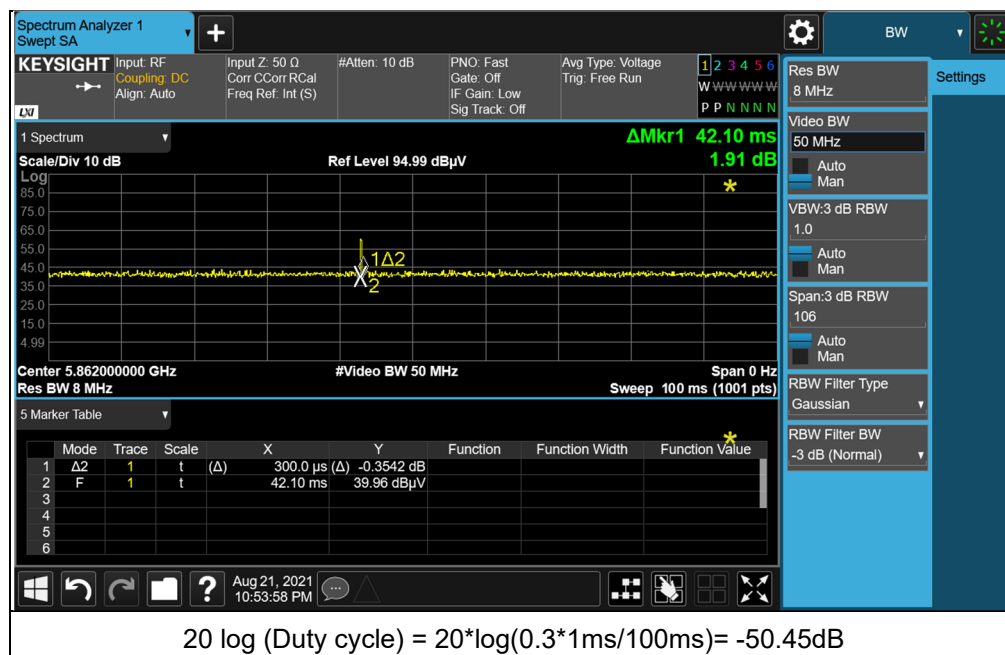 Spectrum Analyzer 1
Swept SA
+
BW
KEYSIGHT
LXI
Input: RF
Coupling: DC
Align: Auto
Input Z: 50 Ω
Corr CCorr RCal
Freq Ref: Int (S)
#Atten: 10 dB
PNO: Fast
Gate: Off
IF Gain: Low
Sig Track: Off
Avg Type: Voltage
Trig: Free Run
1 2 3 4 5 6
W W W W W W
P P N N N N
1 Spectrum
ΔMkr1 42.10 ms
Scale/Div 10 dB
Ref Level 94.99 dBµV
1.91 dB
Log
*
85.0
75.0
65.0
55.0
45.0
35.0
25.0
15.0
4.99
1Δ2
2
Center 5.862000000 GHz
#Video BW 50 MHz
Span 0 Hz
Res BW 8 MHz
Sweep 100 ms (1001 pts)
5 Marker Table
*
Mode Trace Scale X Y Function Function Width Function Value
1 Δ2 1 t (Δ) 300.0 µs (Δ) -0.3542 dB
2 F 1 t 42.10 ms 39.96 dBµV
3
4
5
6
Res BW
8 MHz
Video BW
50 MHz
Auto
Man
VBW:3 dB RBW
1.0
Auto
Man
Span:3 dB RBW
106
Auto
Man
RBW Filter Type
Gaussian
RBW Filter BW
-3 dB (Normal)
Settings
?
Aug 21, 2021
10:53:58 PM
20 log (Duty cycle) = 20*log(0.3*1ms/100ms)= -50.45dB